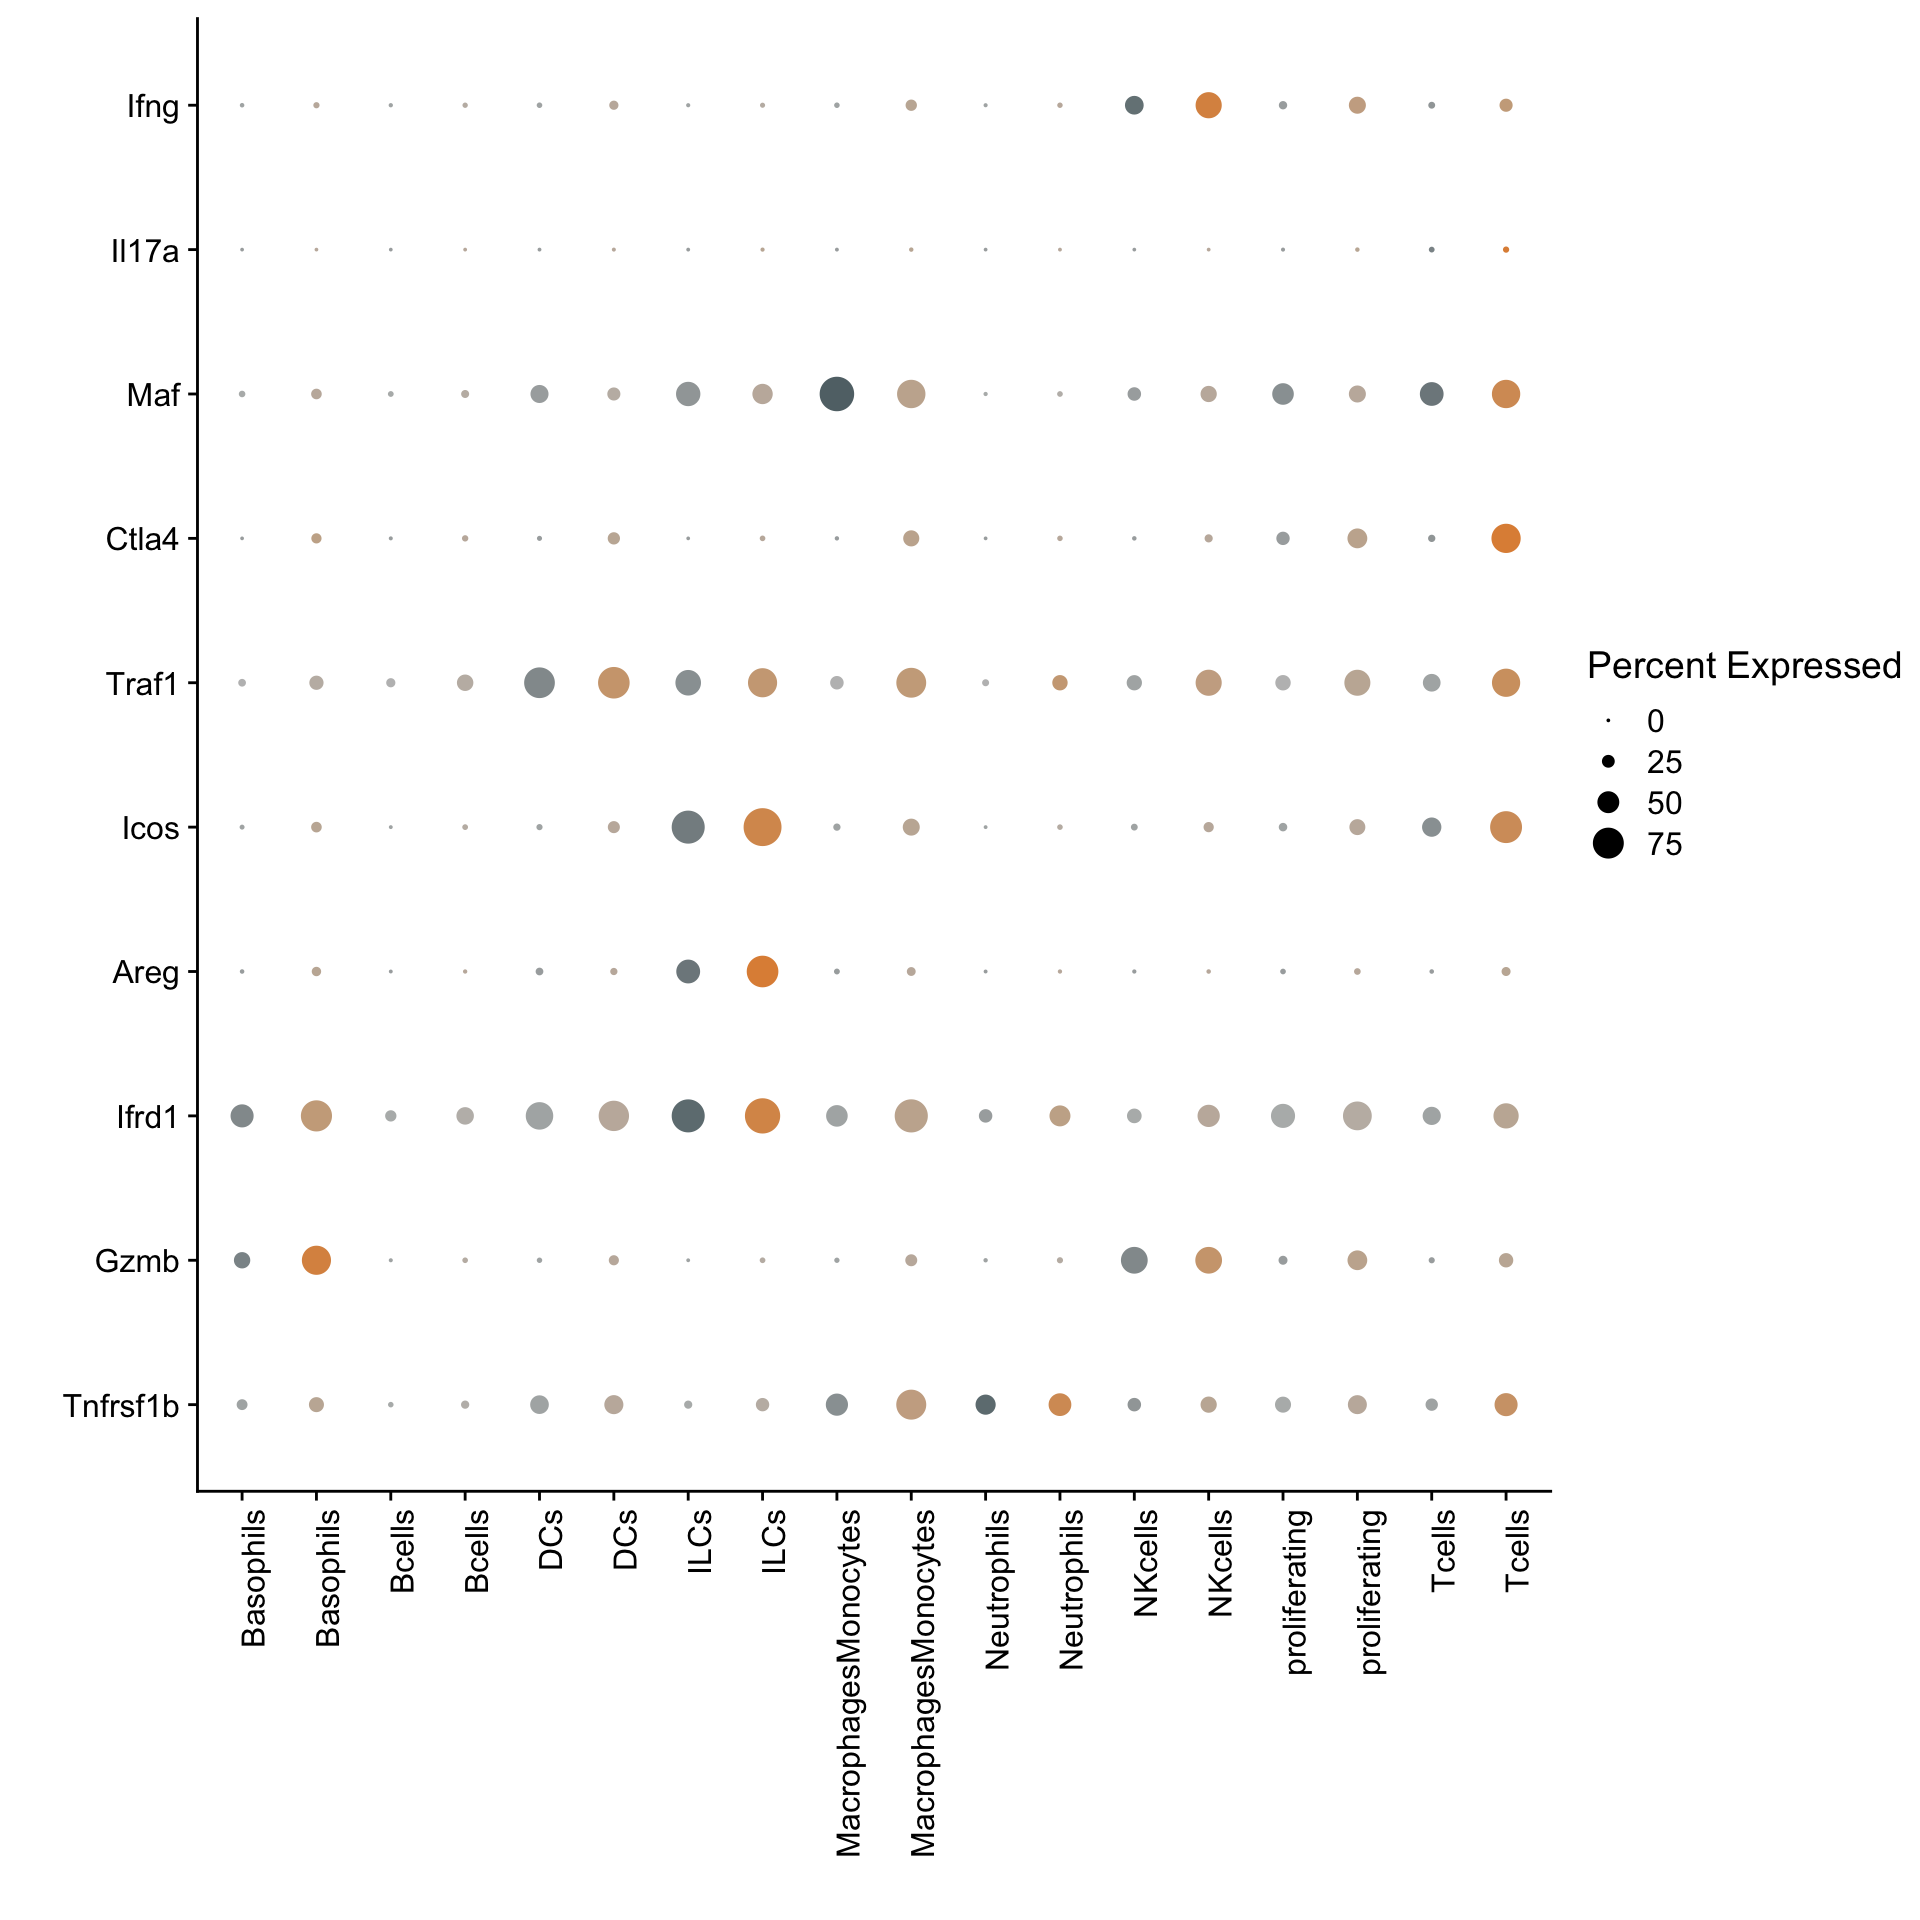 Ifng
Il17a
Maf
Ctla4
Traf1
Icos
Areg
Ifrd1
Gzmb
Tnfrsf1b
Basophils
Basophils
Bcells
Bcells
DCs
DCs
ILCs
ILCs
MacrophagesMonocytes
MacrophagesMonocytes
Neutrophils
Neutrophils
NKcells
NKcells
proliferating
proliferating
Tcells
Tcells
Percent Expressed
0
25
50
75